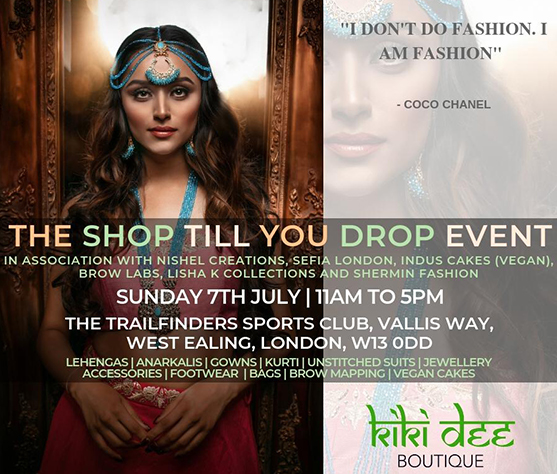 "I DON'T DO FASHION. I
AM FASHION"
- COCO CHANEL
THE SHOP TILL YOU DROP EVENT
IN ASSOCIATION WITH NISHEL CREATIONS, SEFIA LONDON, INDUS CAKES (VEGAN),
BROW LABS, LISHA K COLLECTIONS AND SHERMIN FASHION
SUNDAY 7TH JULY | 11AM TO 5PM
THE TRAILFINDERS SPORTS CLUB, VALLIS WAY,
WEST EALING, LONDON, W13 0DD
LEHENGAS | ANARKALIS | GOWNS | KURTI | UNSTITCHED SUITS | JEWELLERY
ACCESSORIES | FOOTWEAR | BAGS | BROW MAPPING | VEGAN CAKES
kiki dee
BOUTIQUE